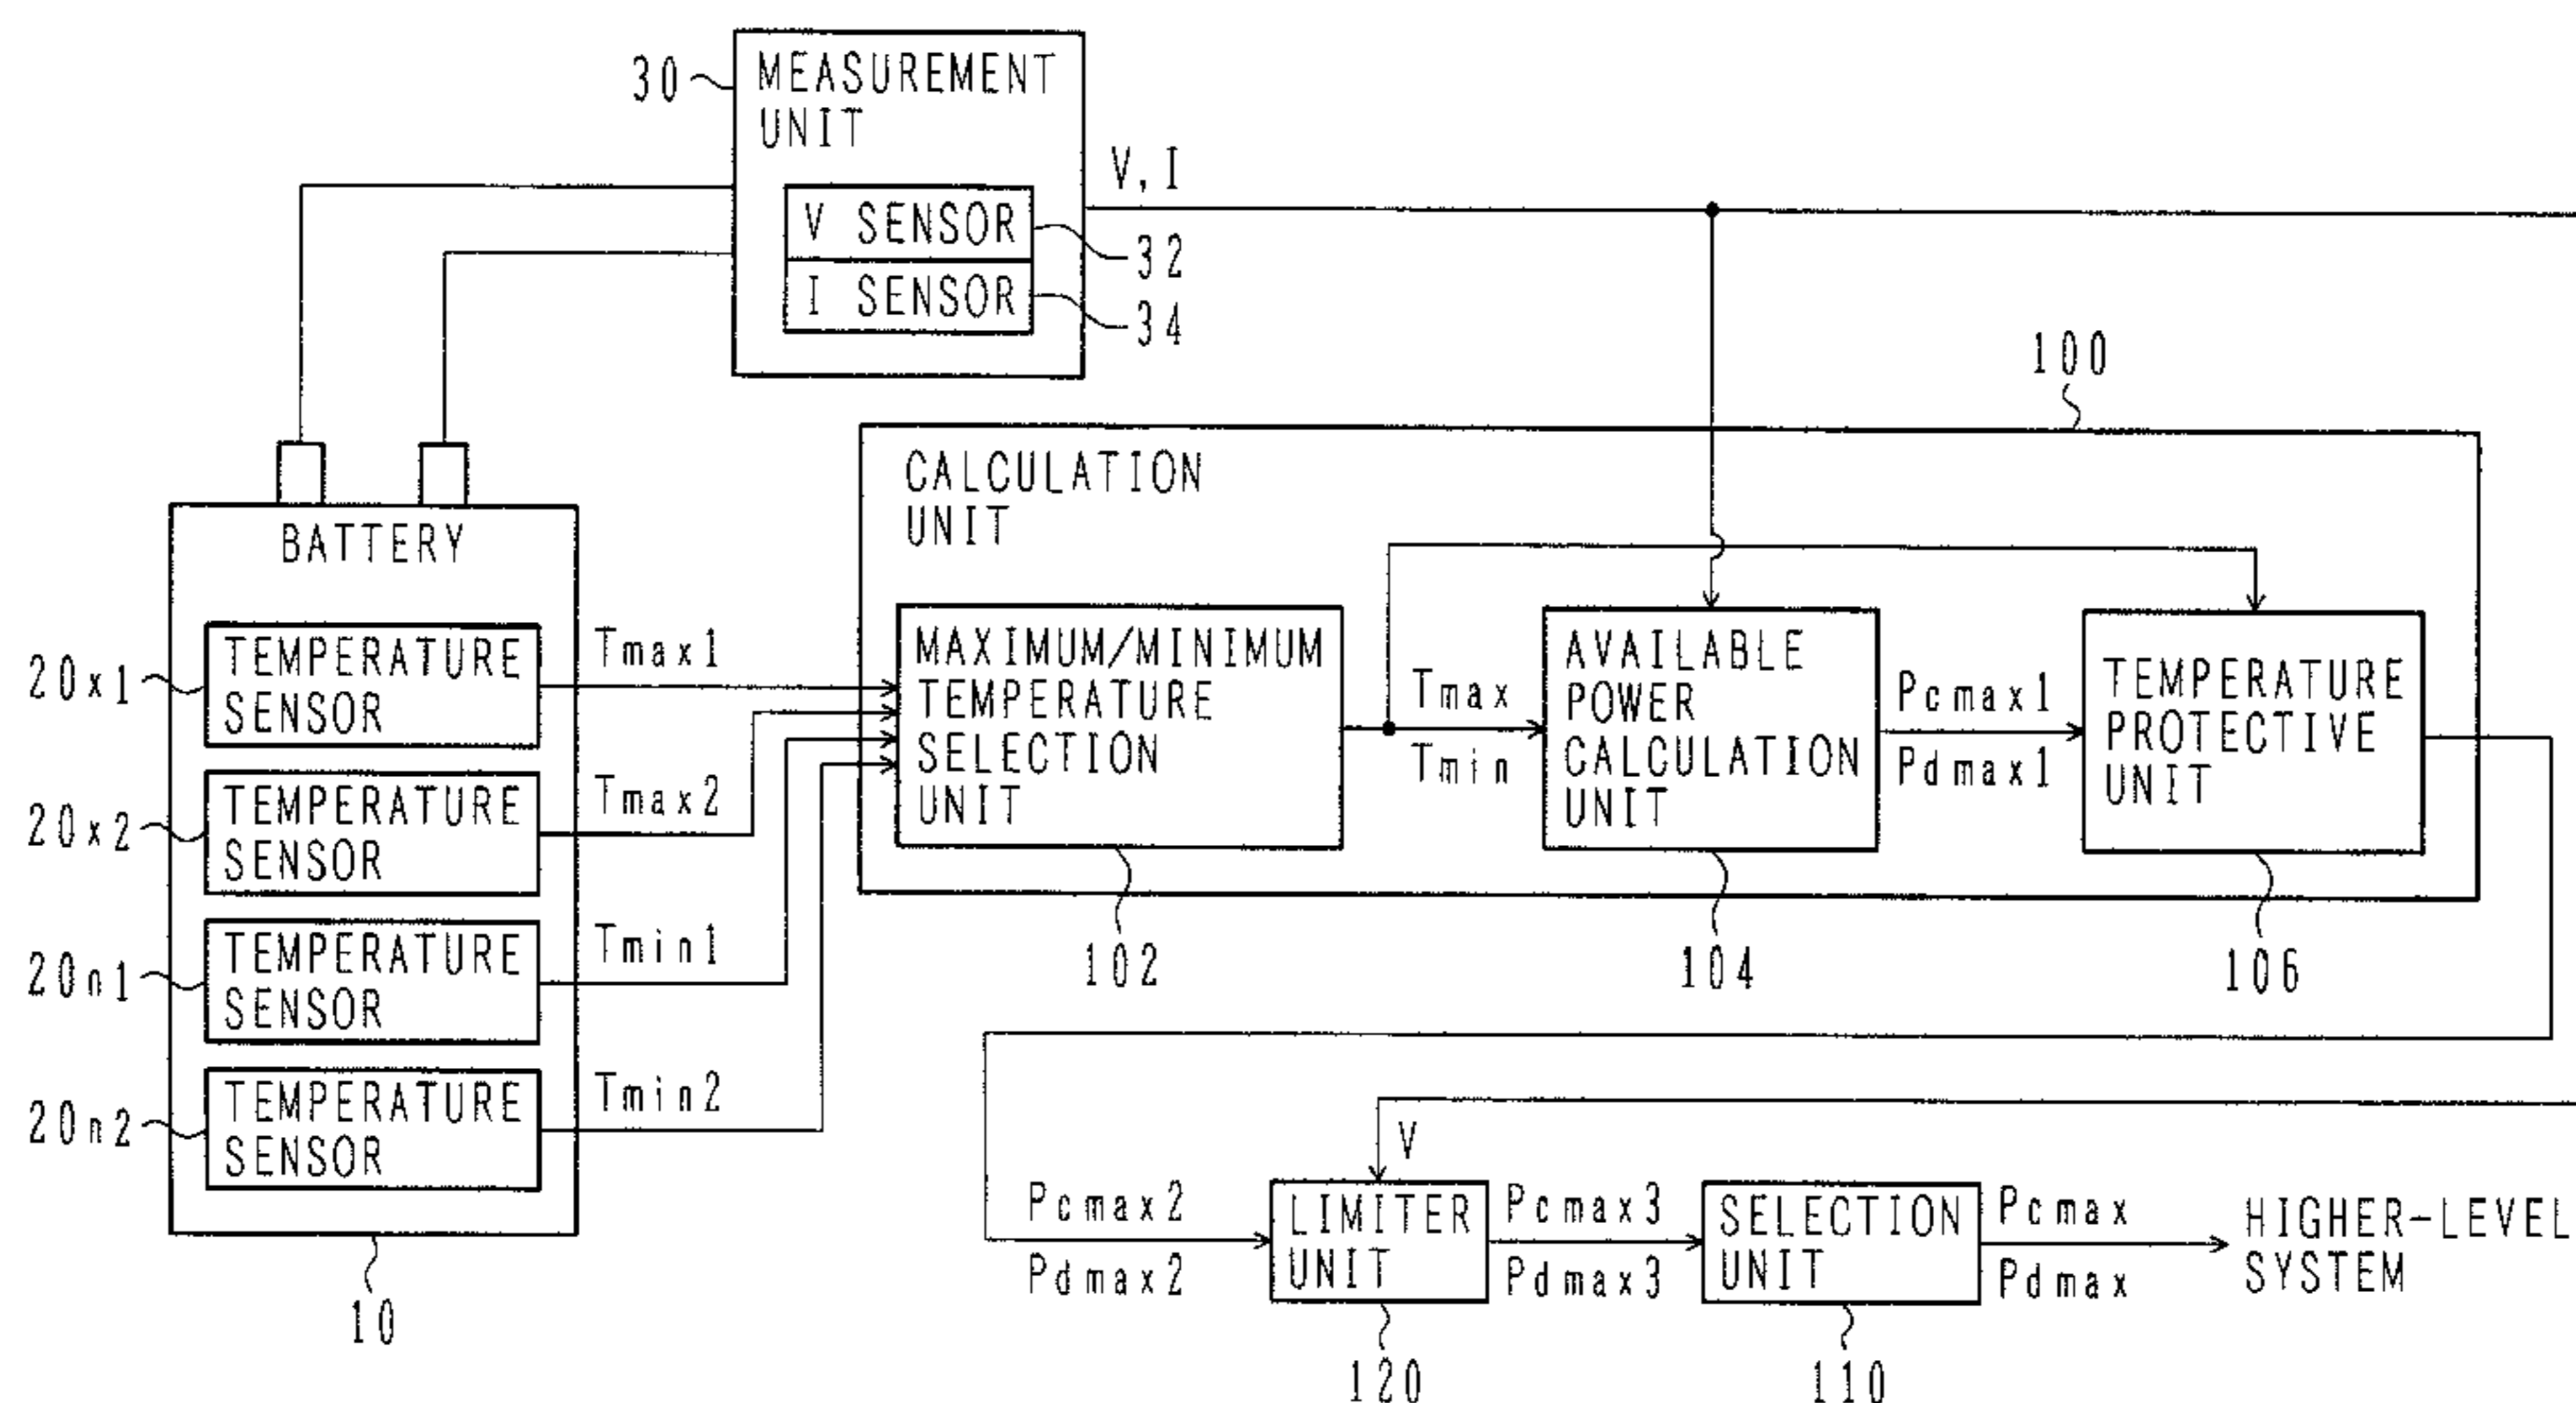 30
MEASUREMENT
UNIT
V, I
V SENSOR
32
I SENSOR
34
100
CALCULATION
UNIT
BATTERY
20x1
TEMPERATURE
SENSOR
Tmax1
20x2
TEMPERATURE
SENSOR
Tmax2
20n1
TEMPERATURE
SENSOR
Tmin1
20n2
TEMPERATURE
SENSOR
Tmin2
10
MAXIMUM/MINIMUM
TEMPERATURE
SELECTION
UNIT
102
Tmax
Tmin
AVAILABLE
POWER
CALCULATION
UNIT
104
Pcmax1
Pdmax1
TEMPERATURE
PROTECTIVE
UNIT
106
V
Pcmax2
Pdmax2
LIMITER
UNIT
120
Pcmax3
Pdmax3
SELECTION
UNIT
110
Pcmax
Pdmax
HIGHER-LEVEL
SYSTEM